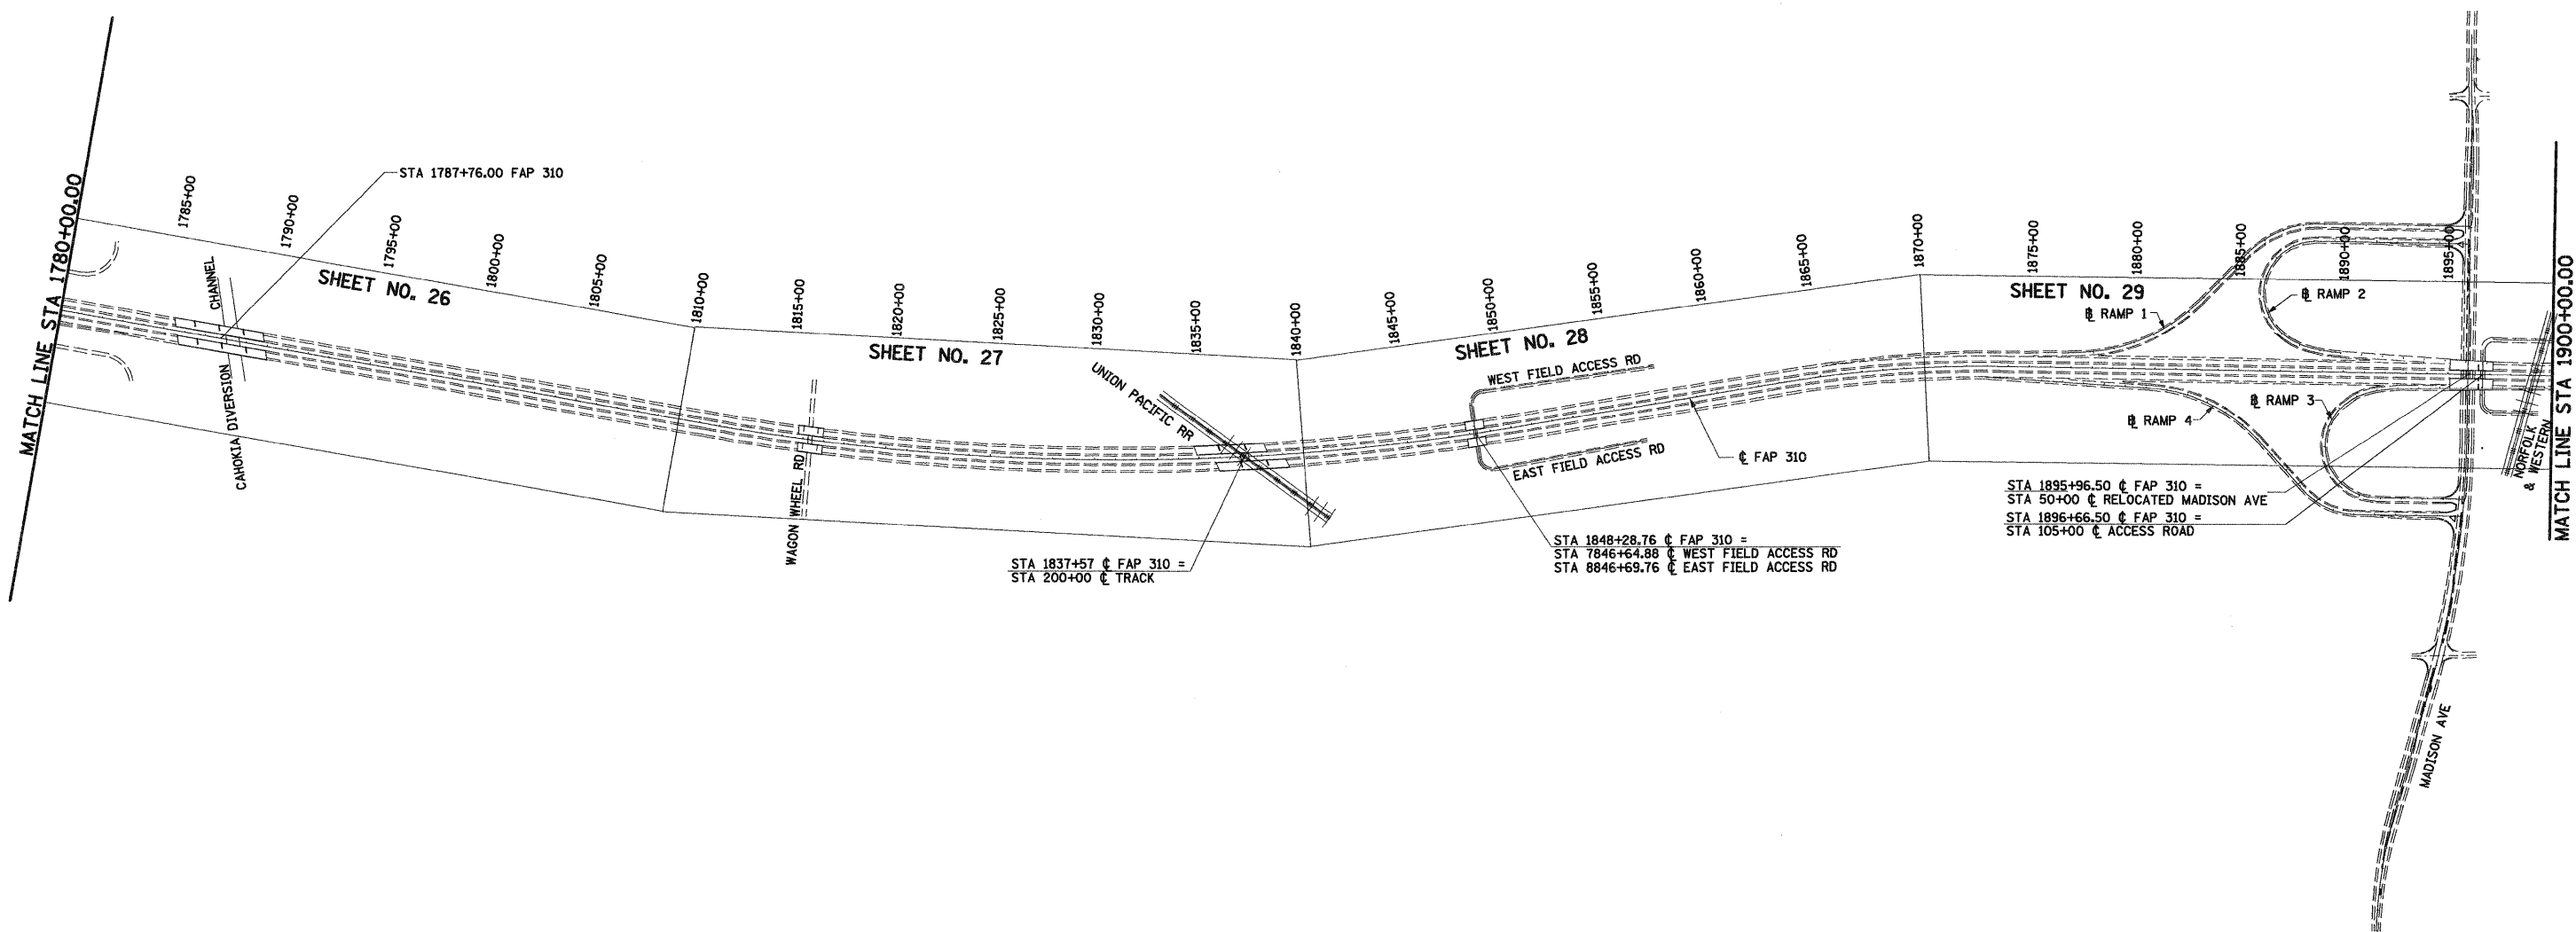 MATCH LINE STA 1780+00.00
STA 1787+76.00 FAP 310
1785+00
1790+00
1795+00
1800+00
1805+00
1810+00
1815+00
1820+00
1825+00
1830+00
1835+00
1840+00
1845+00
1850+00
1855+00
1860+00
1865+00
1870+00
1875+00
1880+00
1885+00
1890+00
1895+00
CHANNEL
CAHOKIA DIVERSION
SHEET NO. 26
SHEET NO. 27
SHEET NO. 28
SHEET NO. 29
WAGON WHEEL RD
UNION PACIFIC RR
WEST FIELD ACCESS RD
EAST FIELD ACCESS RD
℄ FAP 310
STA 1837+57 ℄ FAP 310 =
STA 200+00 ℄ TRACK
STA 1848+28.76 ℄ FAP 310 =
STA 7846+64.88 ℄ WEST FIELD ACCESS RD
STA 8846+69.76 ℄ EAST FIELD ACCESS RD
BL RAMP 1
BL RAMP 2
BL RAMP 3
BL RAMP 4
STA 1895+96.50 ℄ FAP 310 =
STA 50+00 ℄ RELOCATED MADISON AVE
STA 1896+66.50 ℄ FAP 310 =
STA 105+00 ℄ ACCESS ROAD
NORFOLK
& WESTERN
MADISON AVE
MATCH LINE STA 1900+00.00